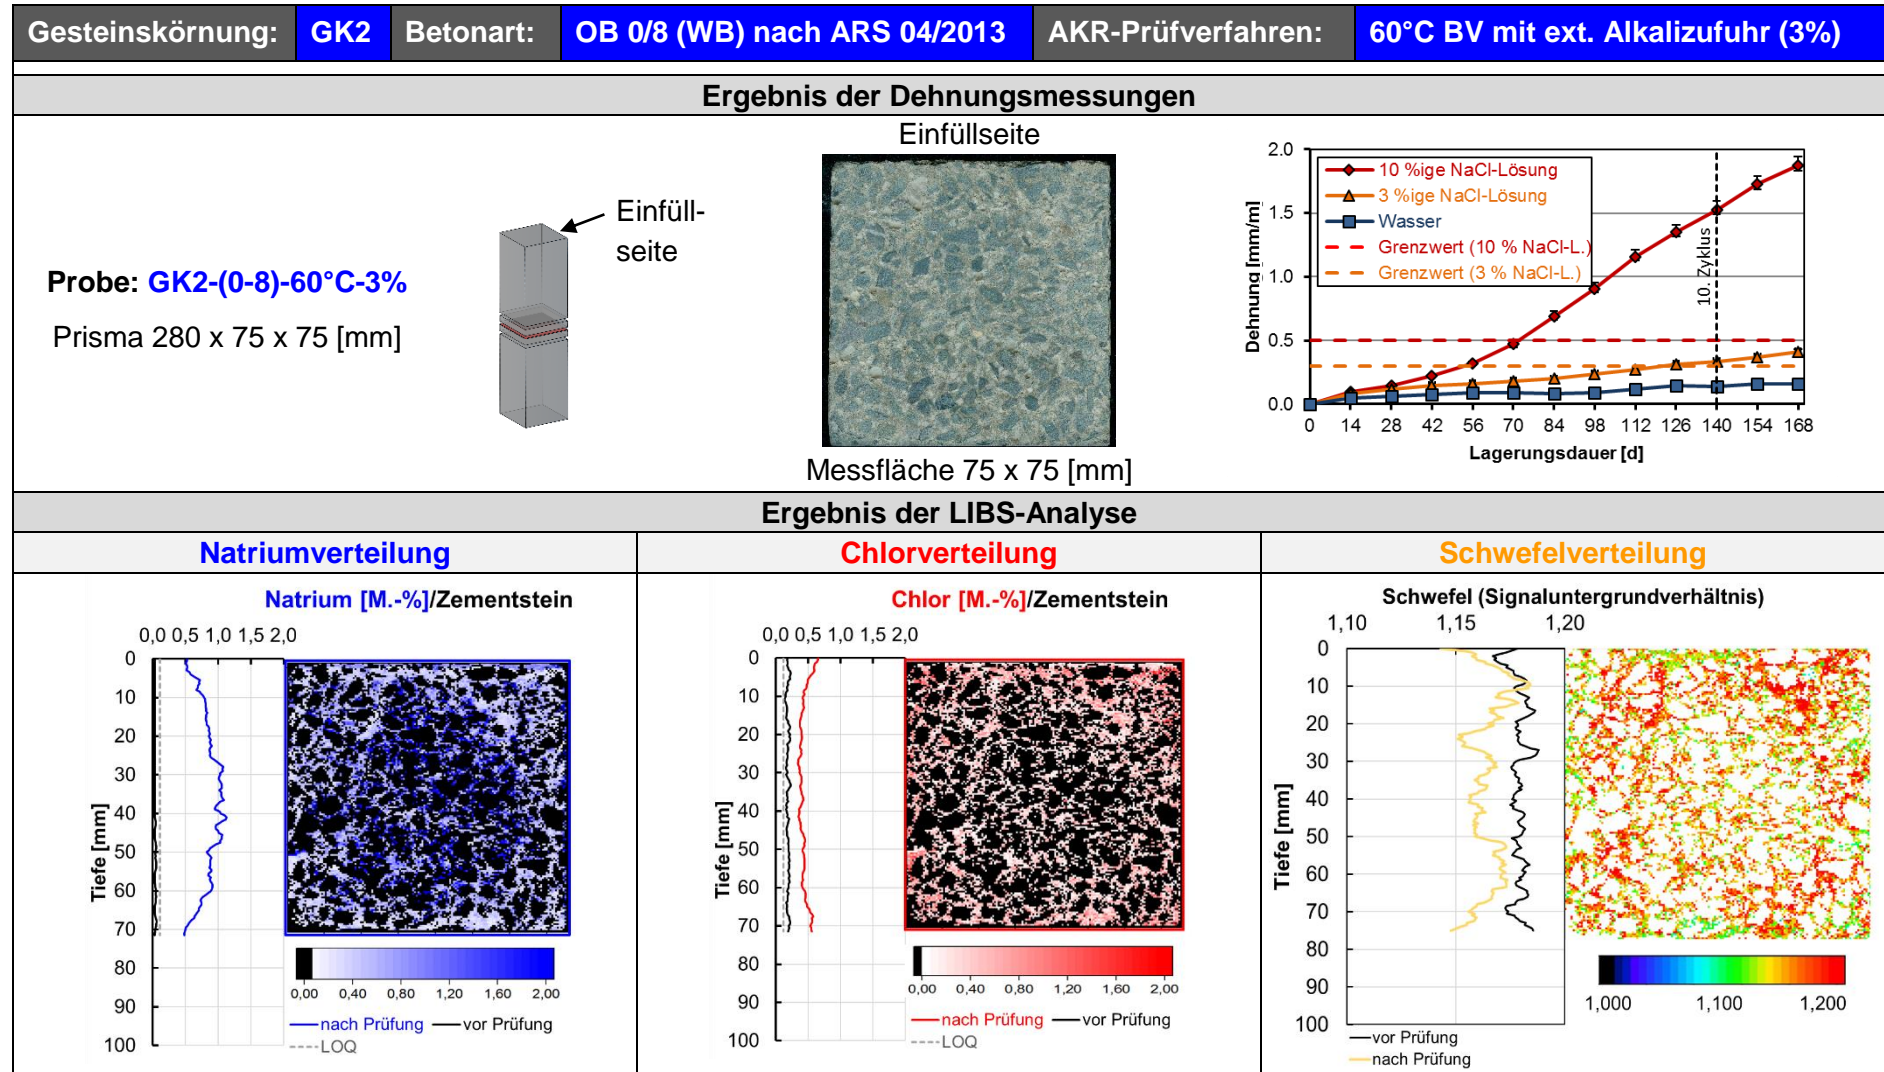 Gesteinskörnung: GK2 Betonart: OB 0/8 (WB) nach ARS 04/2013 AKR-Prüfverfahren: 60°C BV mit ext. Alkalizufuhr (3%)
Ergebnis der Dehnungsmessungen
Probe: GK2-(0-8)-60°C-3%
Prisma 280 x 75 x 75 [mm]
Einfüll-
seite
Einfüllseite
Messfläche 75 x 75 [mm]
Dehnung [mm/m]
2.0
1.5
1.0
0.5
0.0
10 %ige NaCl-Lösung
3 %ige NaCl-Lösung
Wasser
Grenzwert (10 % NaCl-L.)
Grenzwert (3 % NaCl-L.)
10. Zyklus
0 14 28 42 56 70 84 98 112 126 140 154 168
Lagerungsdauer [d]
Ergebnis der LIBS-Analyse
Natriumverteilung
Natrium [M.-%]/Zementstein
0,0 0,5 1,0 1,5 2,0
Tiefe [mm]
0
10
20
30
40
50
60
70
80
90
100
0,00 0,40 0,80 1,20 1,60 2,00
nach Prüfung vor Prüfung
LOQ
Chlorverteilung
Chlor [M.-%]/Zementstein
0,0 0,5 1,0 1,5 2,0
Tiefe [mm]
0
10
20
30
40
50
60
70
80
90
100
0,00 0,40 0,80 1,20 1,60 2,00
nach Prüfung vor Prüfung
LOQ
Schwefelverteilung
Schwefel (Signaluntergrundverhältnis)
1,10 1,15 1,20
Tiefe [mm]
0
10
20
30
40
50
60
70
80
90
100
1,000 1,100 1,200
vor Prüfung
nach Prüfung